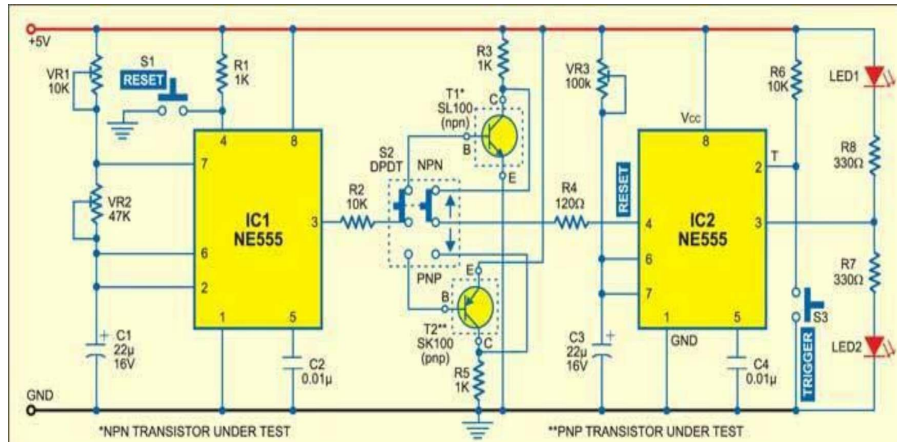 +5V
VR1
10K
S1
RESET
R1
1K
4
8
7
VR2
47K
IC1
NE555
3
6
2
1
5
C1
+
22µ
16V
C2
0.01µ
R2
10K
S2
DPDT
NPN
PNP
R3
1K
T1*
SL100
(npn)
C
B
E
E
B
T2**
SK100
(pnp)
C
R5
1K
R4
120Ω
VR3
100k
RESET
Vcc
8
T
2
4
IC2
NE555
3
6
7
1
5
GND
C3
+
22µ
16V
C4
0.01µ
R6
10K
S3
TRIGGER
LED1
R8
330Ω
R7
330Ω
LED2
GND
*NPN TRANSISTOR UNDER TEST
**PNP TRANSISTOR UNDER TEST